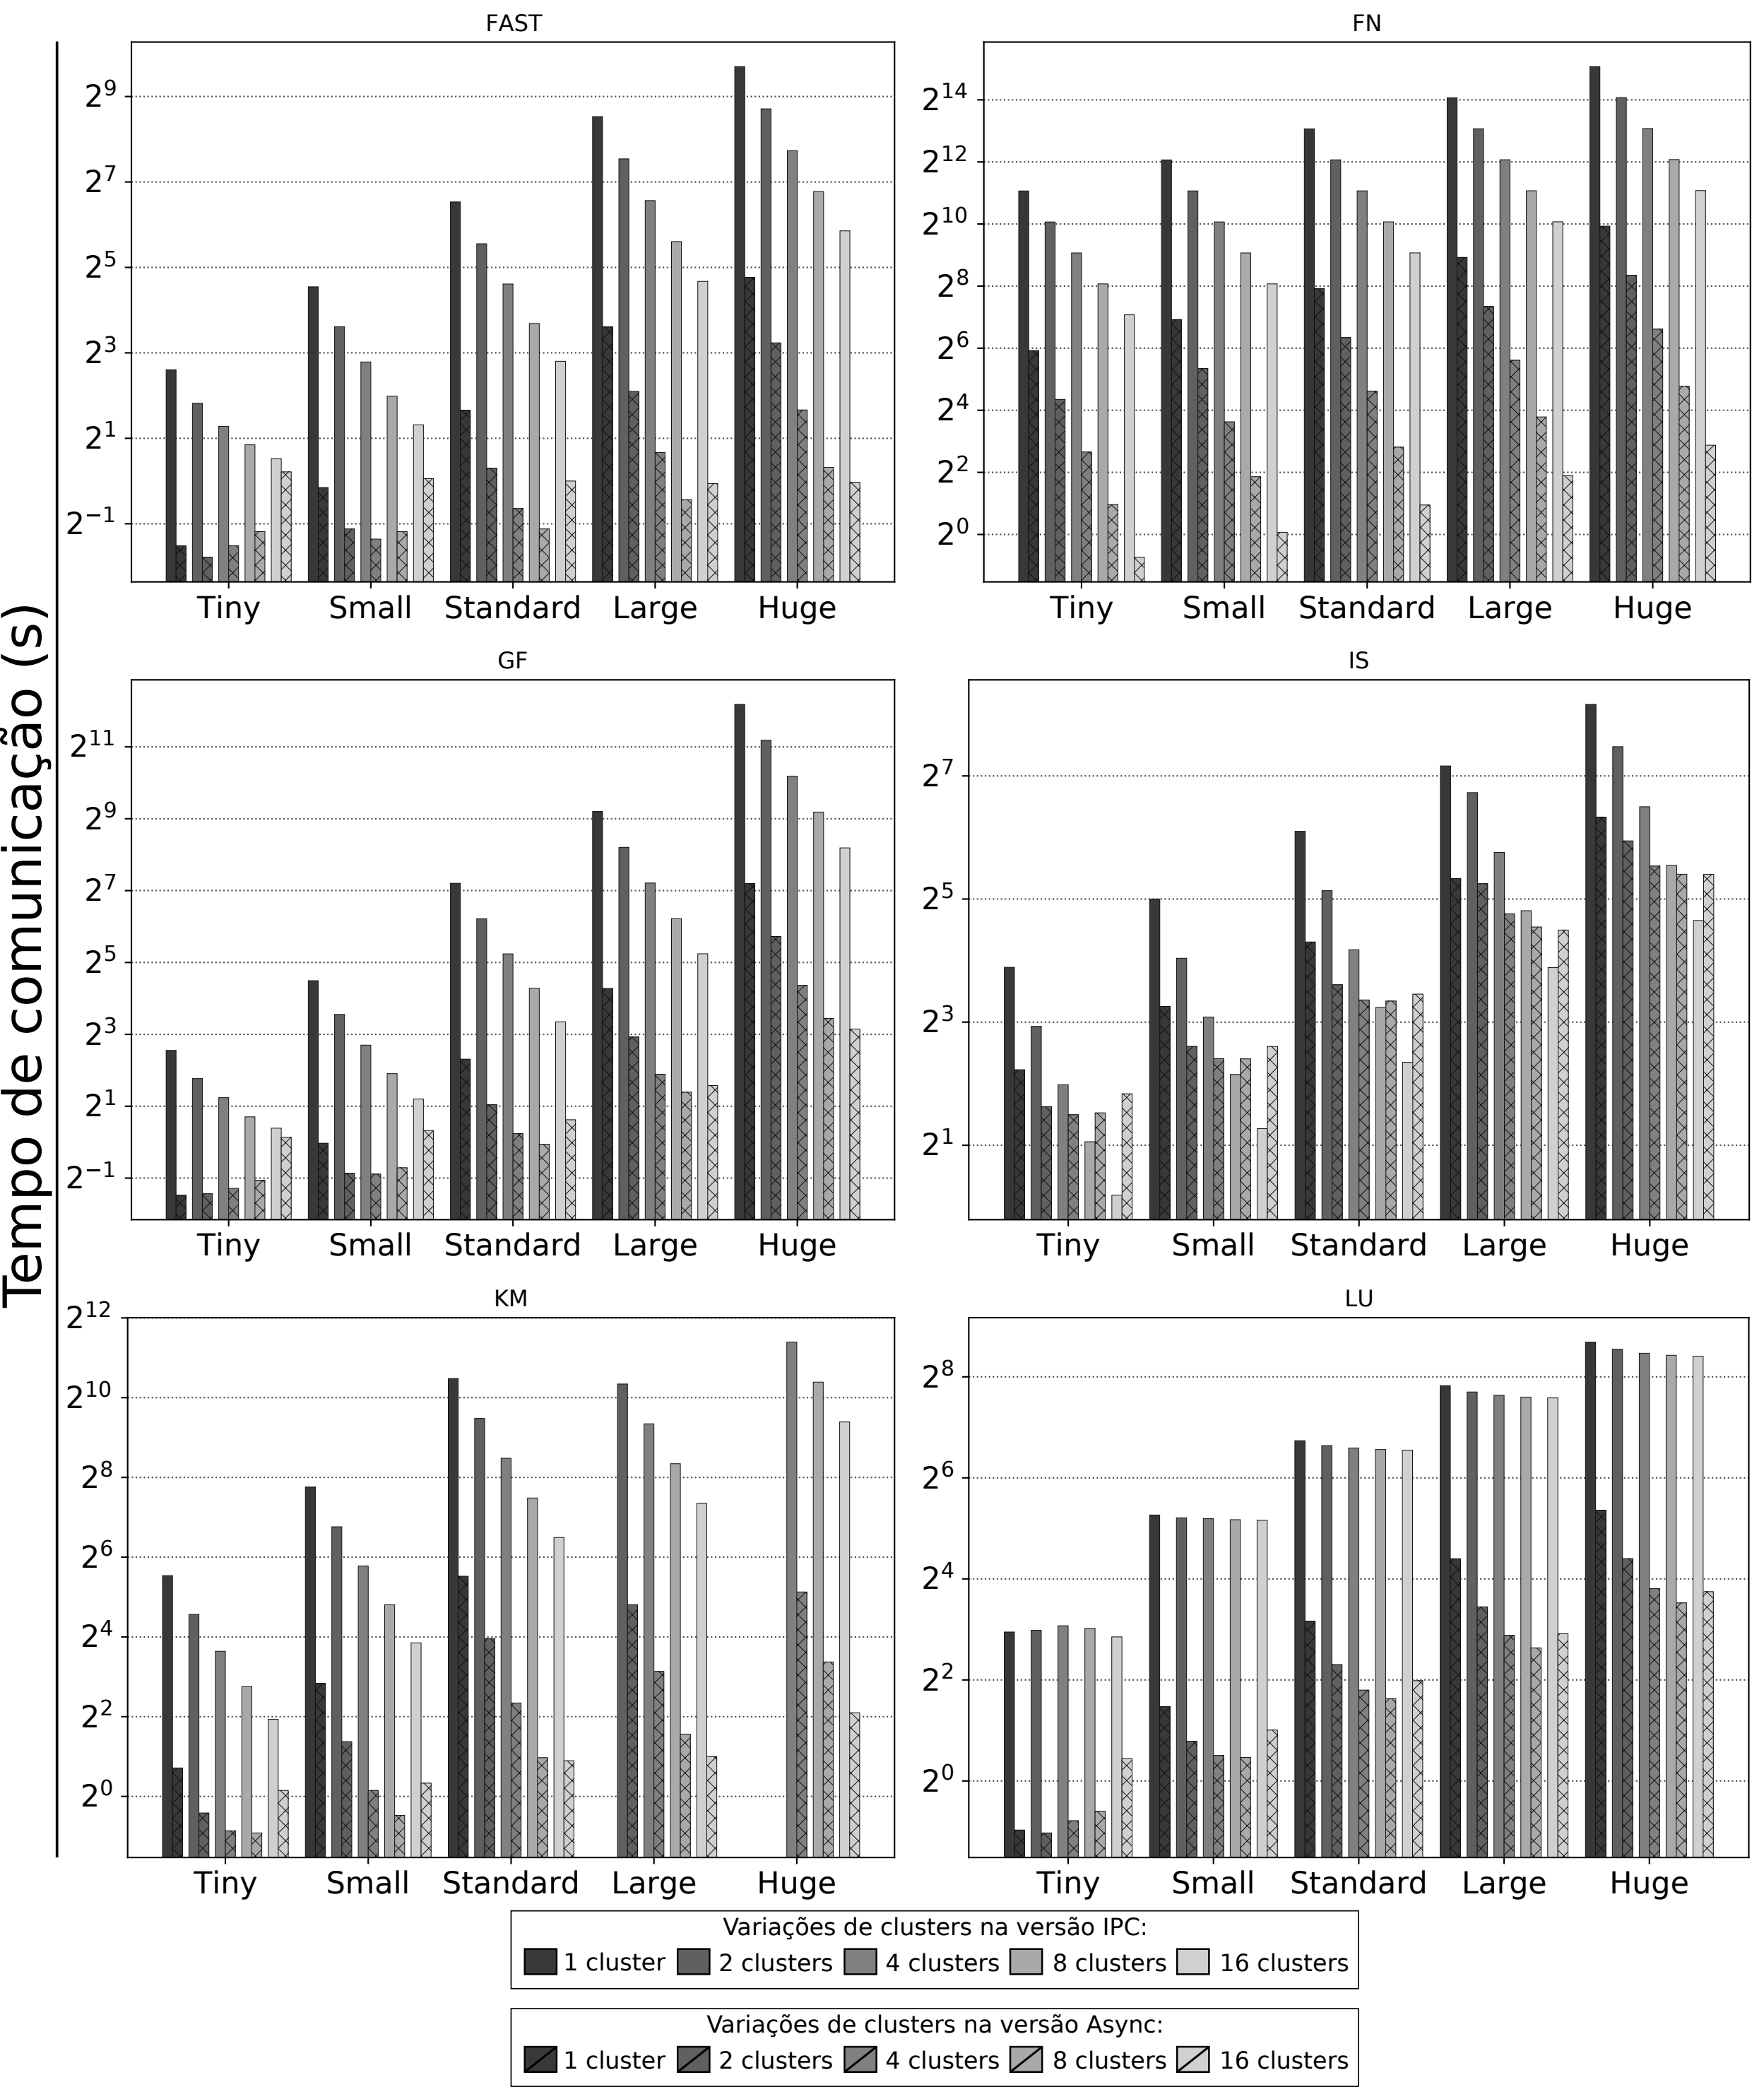 Tempo de comunicação (s)
FAST
2^9
2^7
2^5
2^3
2^1
2^−1
Tiny Small Standard Large Huge
FN
2^14
2^12
2^10
2^8
2^6
2^4
2^2
2^0
Tiny Small Standard Large Huge
GF
2^11
2^9
2^7
2^5
2^3
2^1
2^−1
Tiny Small Standard Large Huge
IS
2^7
2^5
2^3
2^1
Tiny Small Standard Large Huge
KM
2^12
2^10
2^8
2^6
2^4
2^2
2^0
Tiny Small Standard Large Huge
LU
2^8
2^6
2^4
2^2
2^0
Tiny Small Standard Large Huge
Variações de clusters na versão IPC:
1 cluster 2 clusters 4 clusters 8 clusters 16 clusters
Variações de clusters na versão Async:
1 cluster 2 clusters 4 clusters 8 clusters 16 clusters